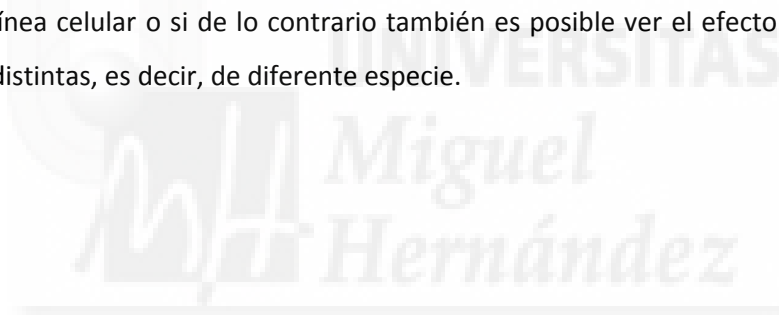 ínea celular o si de lo contrario también es posible ver el efecto
distintas, es decir, de diferente especie.
UNIVERSITAS
Miguel
Hernández